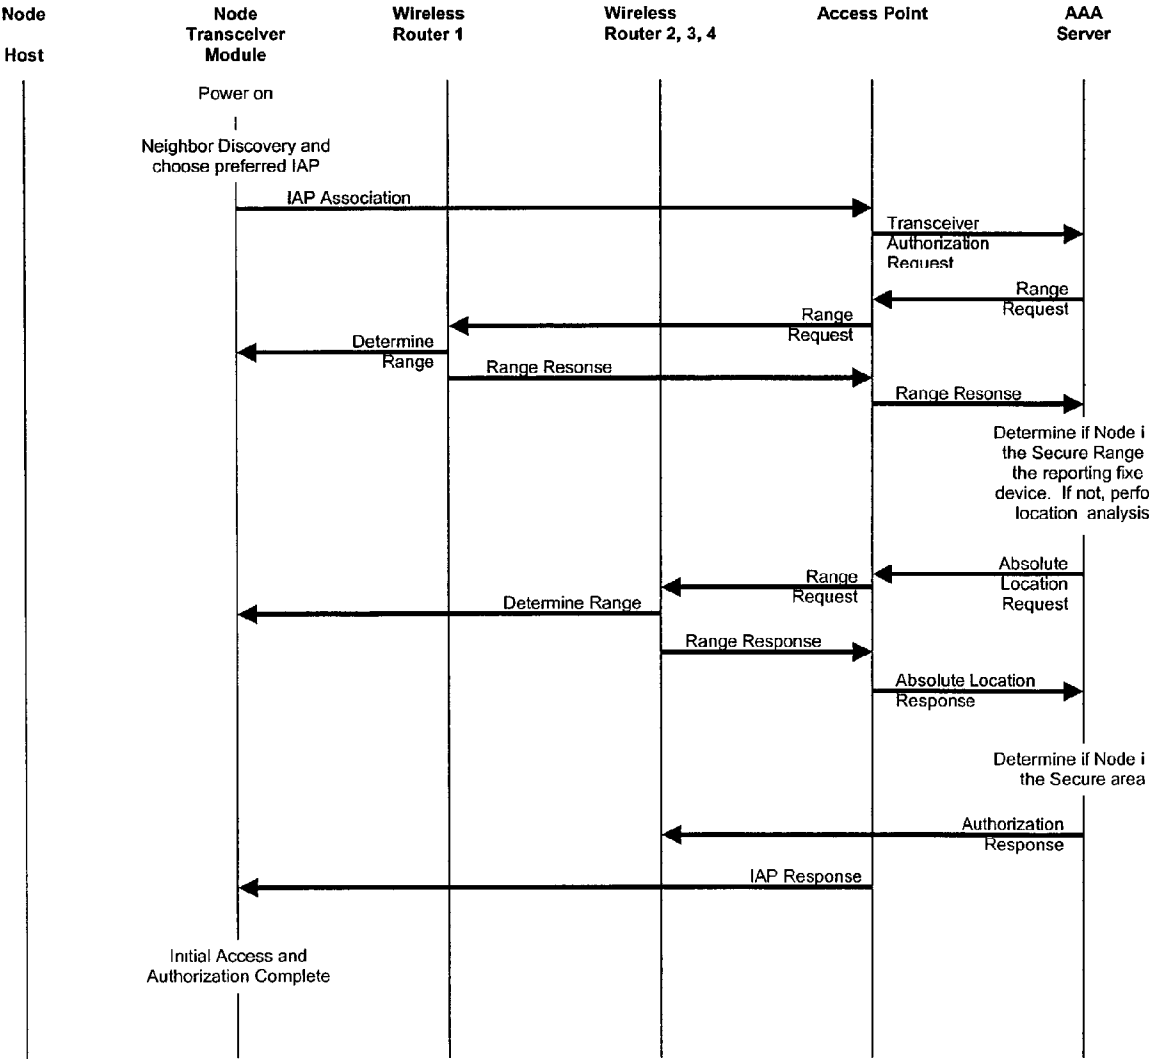 Node
Host
Node
Transceiver
Module
Wireless
Router 1
Wireless
Router 2, 3, 4
Access Point
AAA
Server
Power on
Neighbor Discovery and
choose preferred IAP
IAP Association
Transceiver
Authorization
Request
Range
Request
Range
Request
Determine
Range
Range Resonse
Range Resonse
Determine if Node i
the Secure Range
the reporting fixe
device. If not, perfo
location analysis
Absolute
Location
Request
Range
Request
Determine Range
Range Response
Absolute Location
Response
Determine if Node i
the Secure area
Authorization
Response
IAP Response
Initial Access and
Authorization Complete